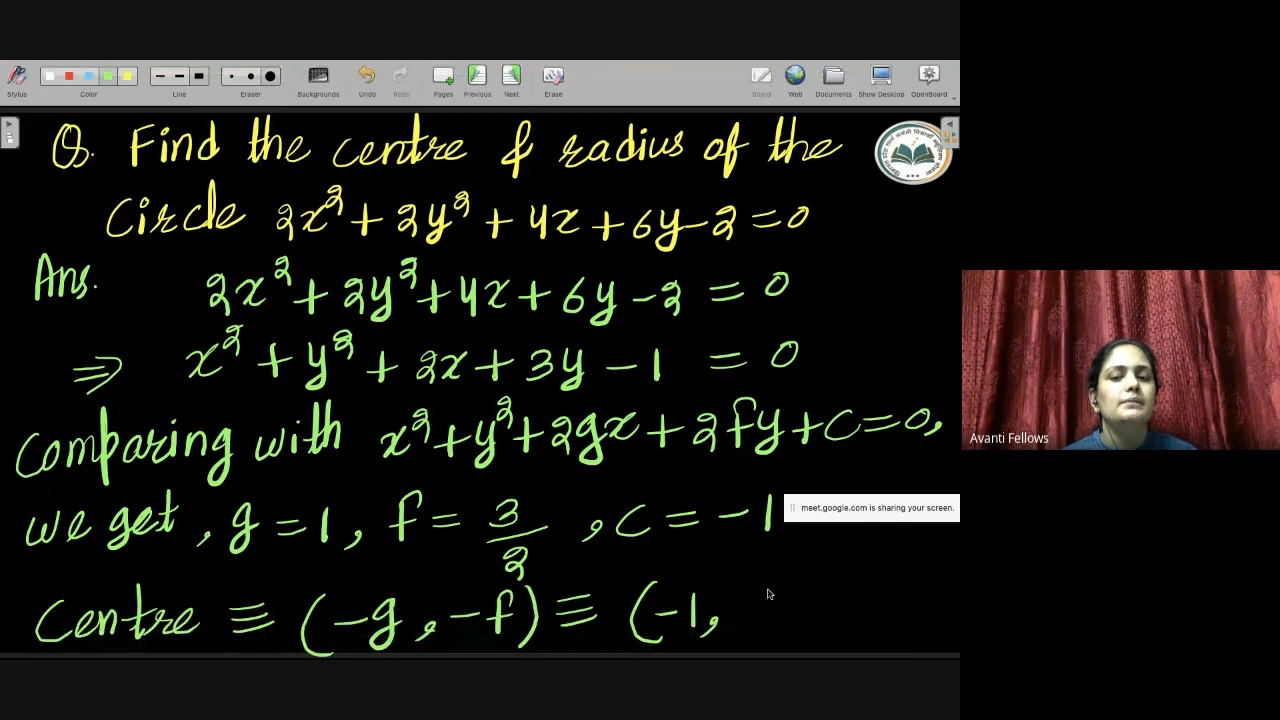 Stylus Color Line Eraser Backgrounds Undo Redo Pages Previous Next Erase Board Web Documents Show Desktop OpenBoard
Q. Find the centre & radius of the
Circle 2x² + 2y² + 4x + 6y - 2 = 0
Ans. 2x² + 2y² + 4x + 6y - 2 = 0
⇒ x² + y² + 2x + 3y - 1 = 0
Comparing with x² + y² + 2gx + 2fy + c = 0,
we get, g = 1, f = 3/2, c = -1
meet.google.com is sharing your screen.
Centre ≡ (-g, -f) ≡ (-1,
Avanti Fellows